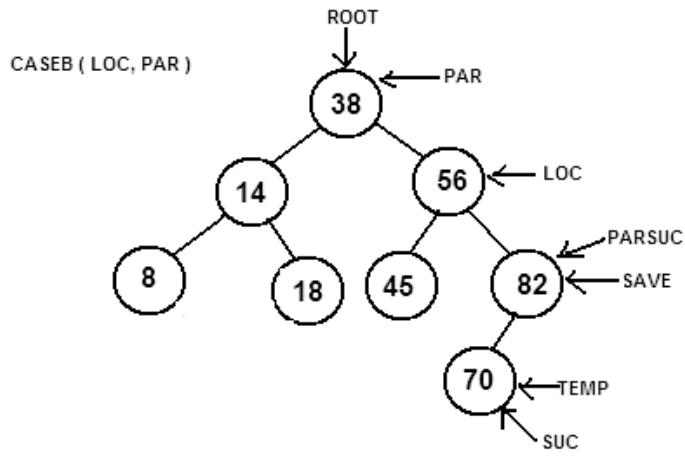 ROOT
CASEB ( LOC, PAR )
PAR
38
14
56
LOC
PARSUC
8
18
45
82
SAVE
70
TEMP
SUC